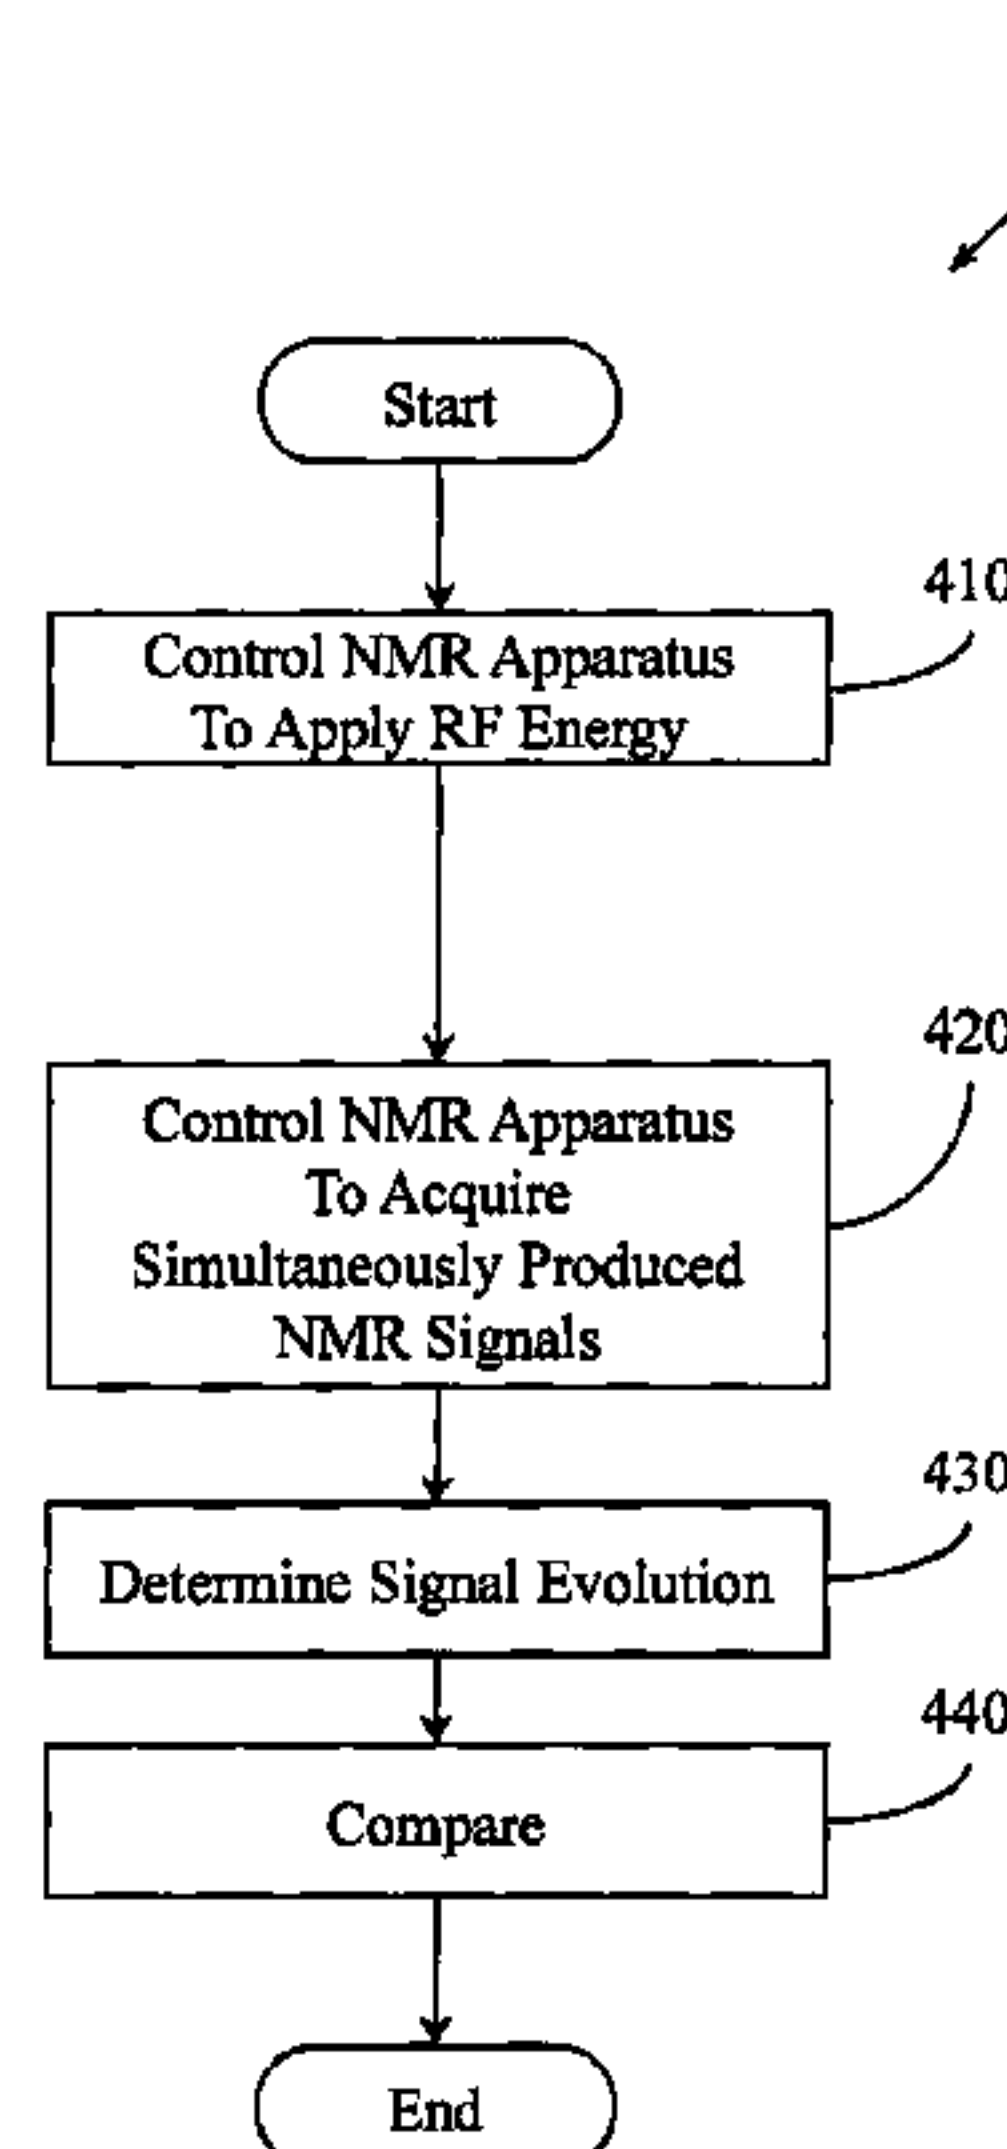 Start
410
Control NMR Apparatus
To Apply RF Energy
420
Control NMR Apparatus
To Acquire
Simultaneously Produced
NMR Signals
430
Determine Signal Evolution
440
Compare
End